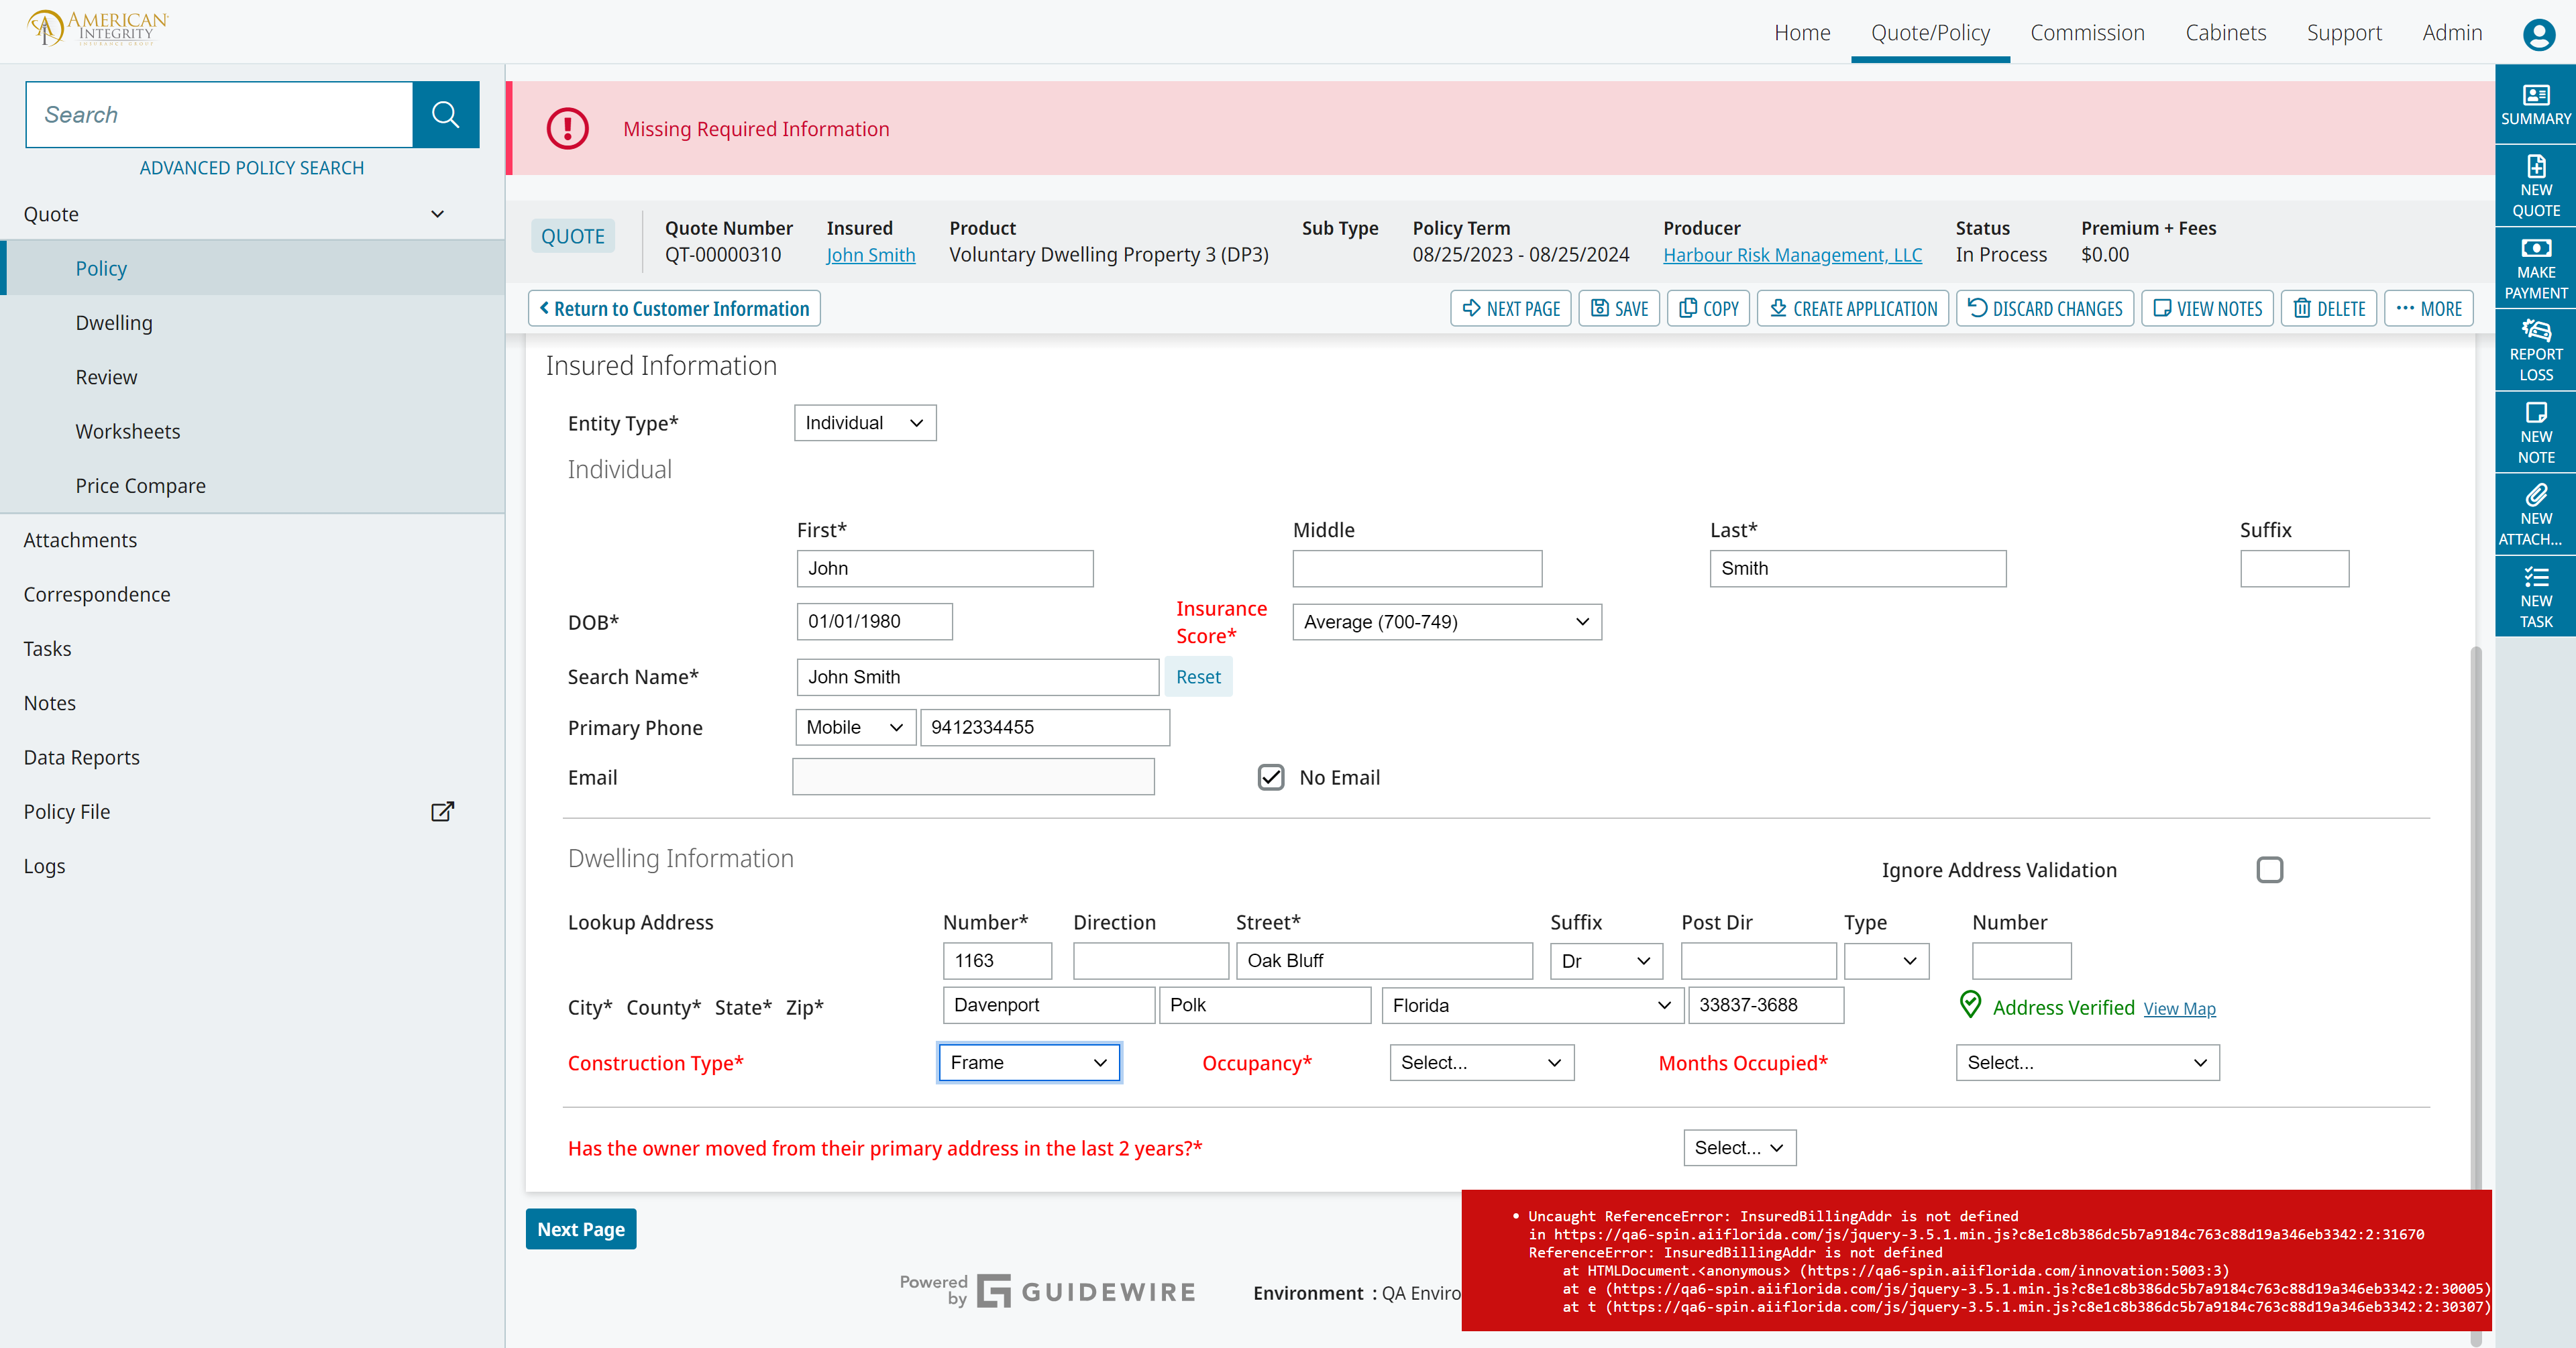 AMERICAN
INTEGRITY
INSURANCE GROUP
Home Quote/Policy Commission Cabinets Support Admin
Search
ADVANCED POLICY SEARCH
Quote
Policy
Dwelling
Review
Worksheets
Price Compare
Attachments
Correspondence
Tasks
Notes
Data Reports
Policy File
Logs
Missing Required Information
QUOTE
Quote Number Insured Product Sub Type Policy Term Producer Status Premium + Fees
QT-00000310 John Smith Voluntary Dwelling Property 3 (DP3) 08/25/2023 - 08/25/2024 Harbour Risk Management, LLC In Process $0.00
Return to Customer Information NEXT PAGE SAVE COPY CREATE APPLICATION DISCARD CHANGES VIEW NOTES DELETE ... MORE
Insured Information
Entity Type* Individual
Individual
First* Middle Last* Suffix
John Smith
DOB* 01/01/1980 Insurance Score* Average (700-749)
Search Name* John Smith Reset
Primary Phone Mobile 9412334455
Email No Email
Dwelling Information
Ignore Address Validation
Lookup Address Number* Direction Street* Suffix Post Dir Type Number
1163 Oak Bluff Dr
City* County* State* Zip* Davenport Polk Florida 33837-3688 Address Verified View Map
Construction Type* Frame Occupancy* Select... Months Occupied* Select...
Has the owner moved from their primary address in the last 2 years?* Select...
Next Page
Powered by GUIDEWIRE
Environment : QA Enviro
• Uncaught ReferenceError: InsuredBillingAddr is not defined
in https://qa6-spin.aiiflorida.com/js/jquery-3.5.1.min.js?c8e1c8b386dc5b7a9184c763c88d19a346eb3342:2:31670
ReferenceError: InsuredBillingAddr is not defined
at HTMLDocument.<anonymous> (https://qa6-spin.aiiflorida.com/innovation:5003:3)
at e (https://qa6-spin.aiiflorida.com/js/jquery-3.5.1.min.js?c8e1c8b386dc5b7a9184c763c88d19a346eb3342:2:30005)
at t (https://qa6-spin.aiiflorida.com/js/jquery-3.5.1.min.js?c8e1c8b386dc5b7a9184c763c88d19a346eb3342:2:30307)
SUMMARY
NEW
QUOTE
MAKE
PAYMENT
REPORT
LOSS
NEW
NOTE
NEW
ATTACH...
NEW
TASK